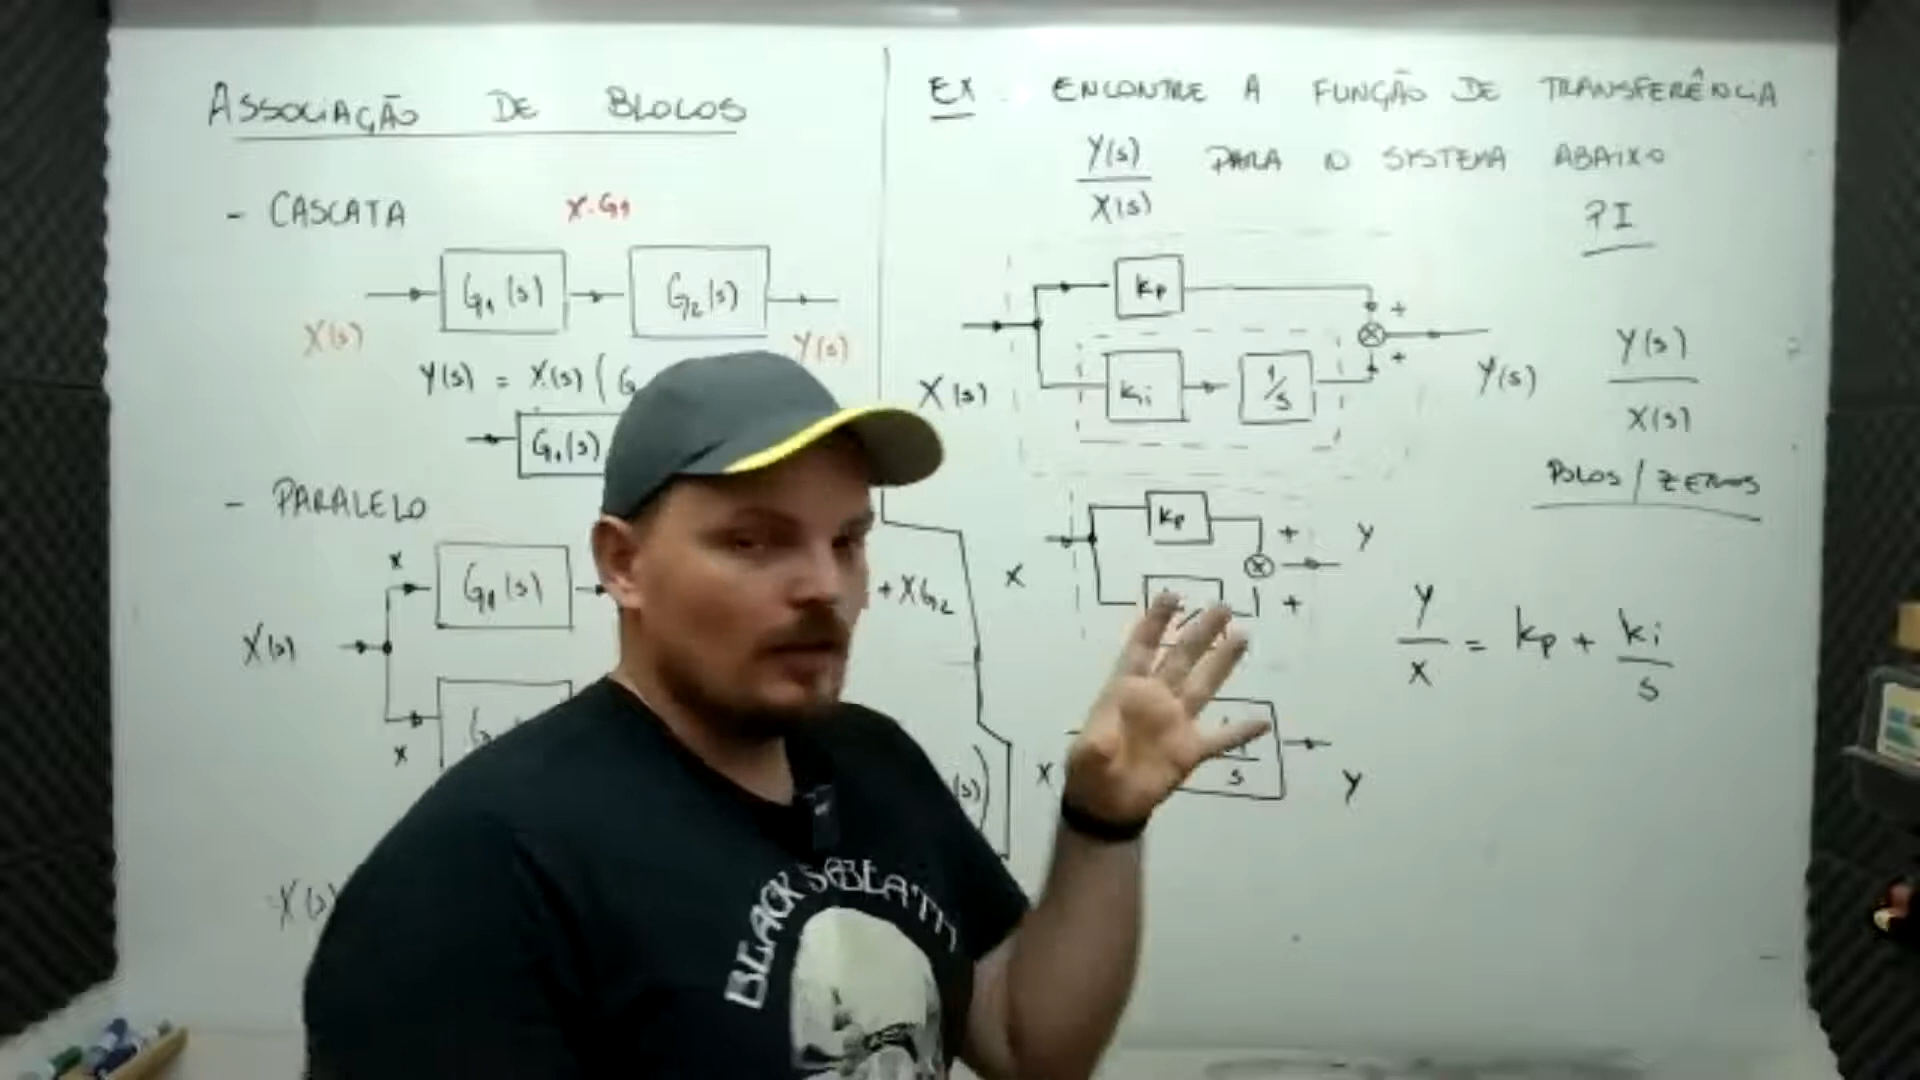 ASSOCIAÇÃO DE BLOCOS
- CASCATA
X.G1
G1(s)
G2(s)
X(s)
Y(s)
Y(s) = X(s) (G
G1(s)
- PARALELO
X
G1(s)
+ XG2
X(s)
X
G
(s))
X(s)
EX. ENCONTRE A FUNÇÃO DE TRANSFERÊNCIA
Y(s)
X(s)
PARA O SYSTEMA ABAIXO
PI
kp
+
ki
1/s
+
X(s)
Y(s)
Y(s)
X(s)
POLOS / ZEROS
kp
+
Y
X
+
Y/X = kp + ki/s
X
s
Y
BLACK SABBATH